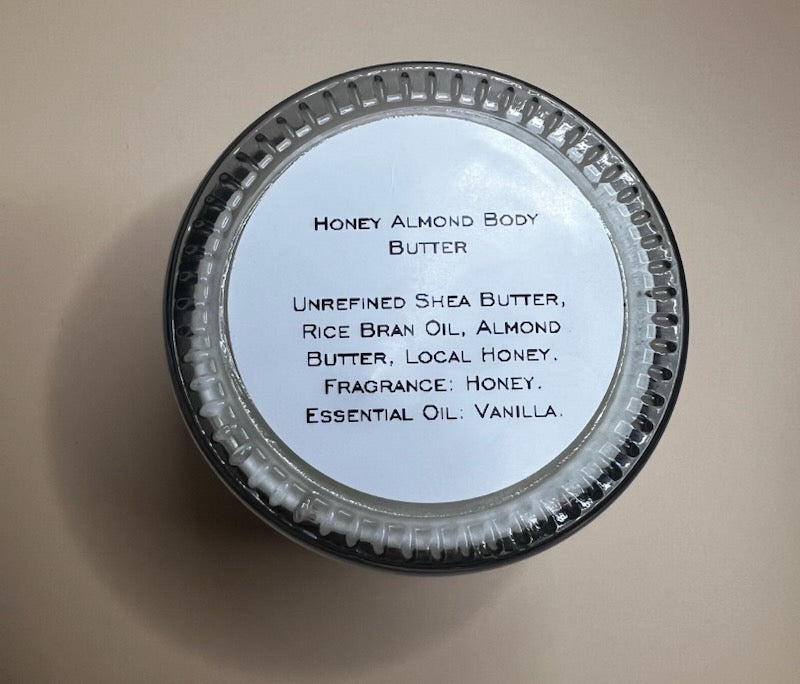 Honey Almond Body
Butter
Unrefined Shea Butter,
Rice Bran Oil, Almond
Butter, Local Honey.
Fragrance: Honey.
Essential Oil: Vanilla.